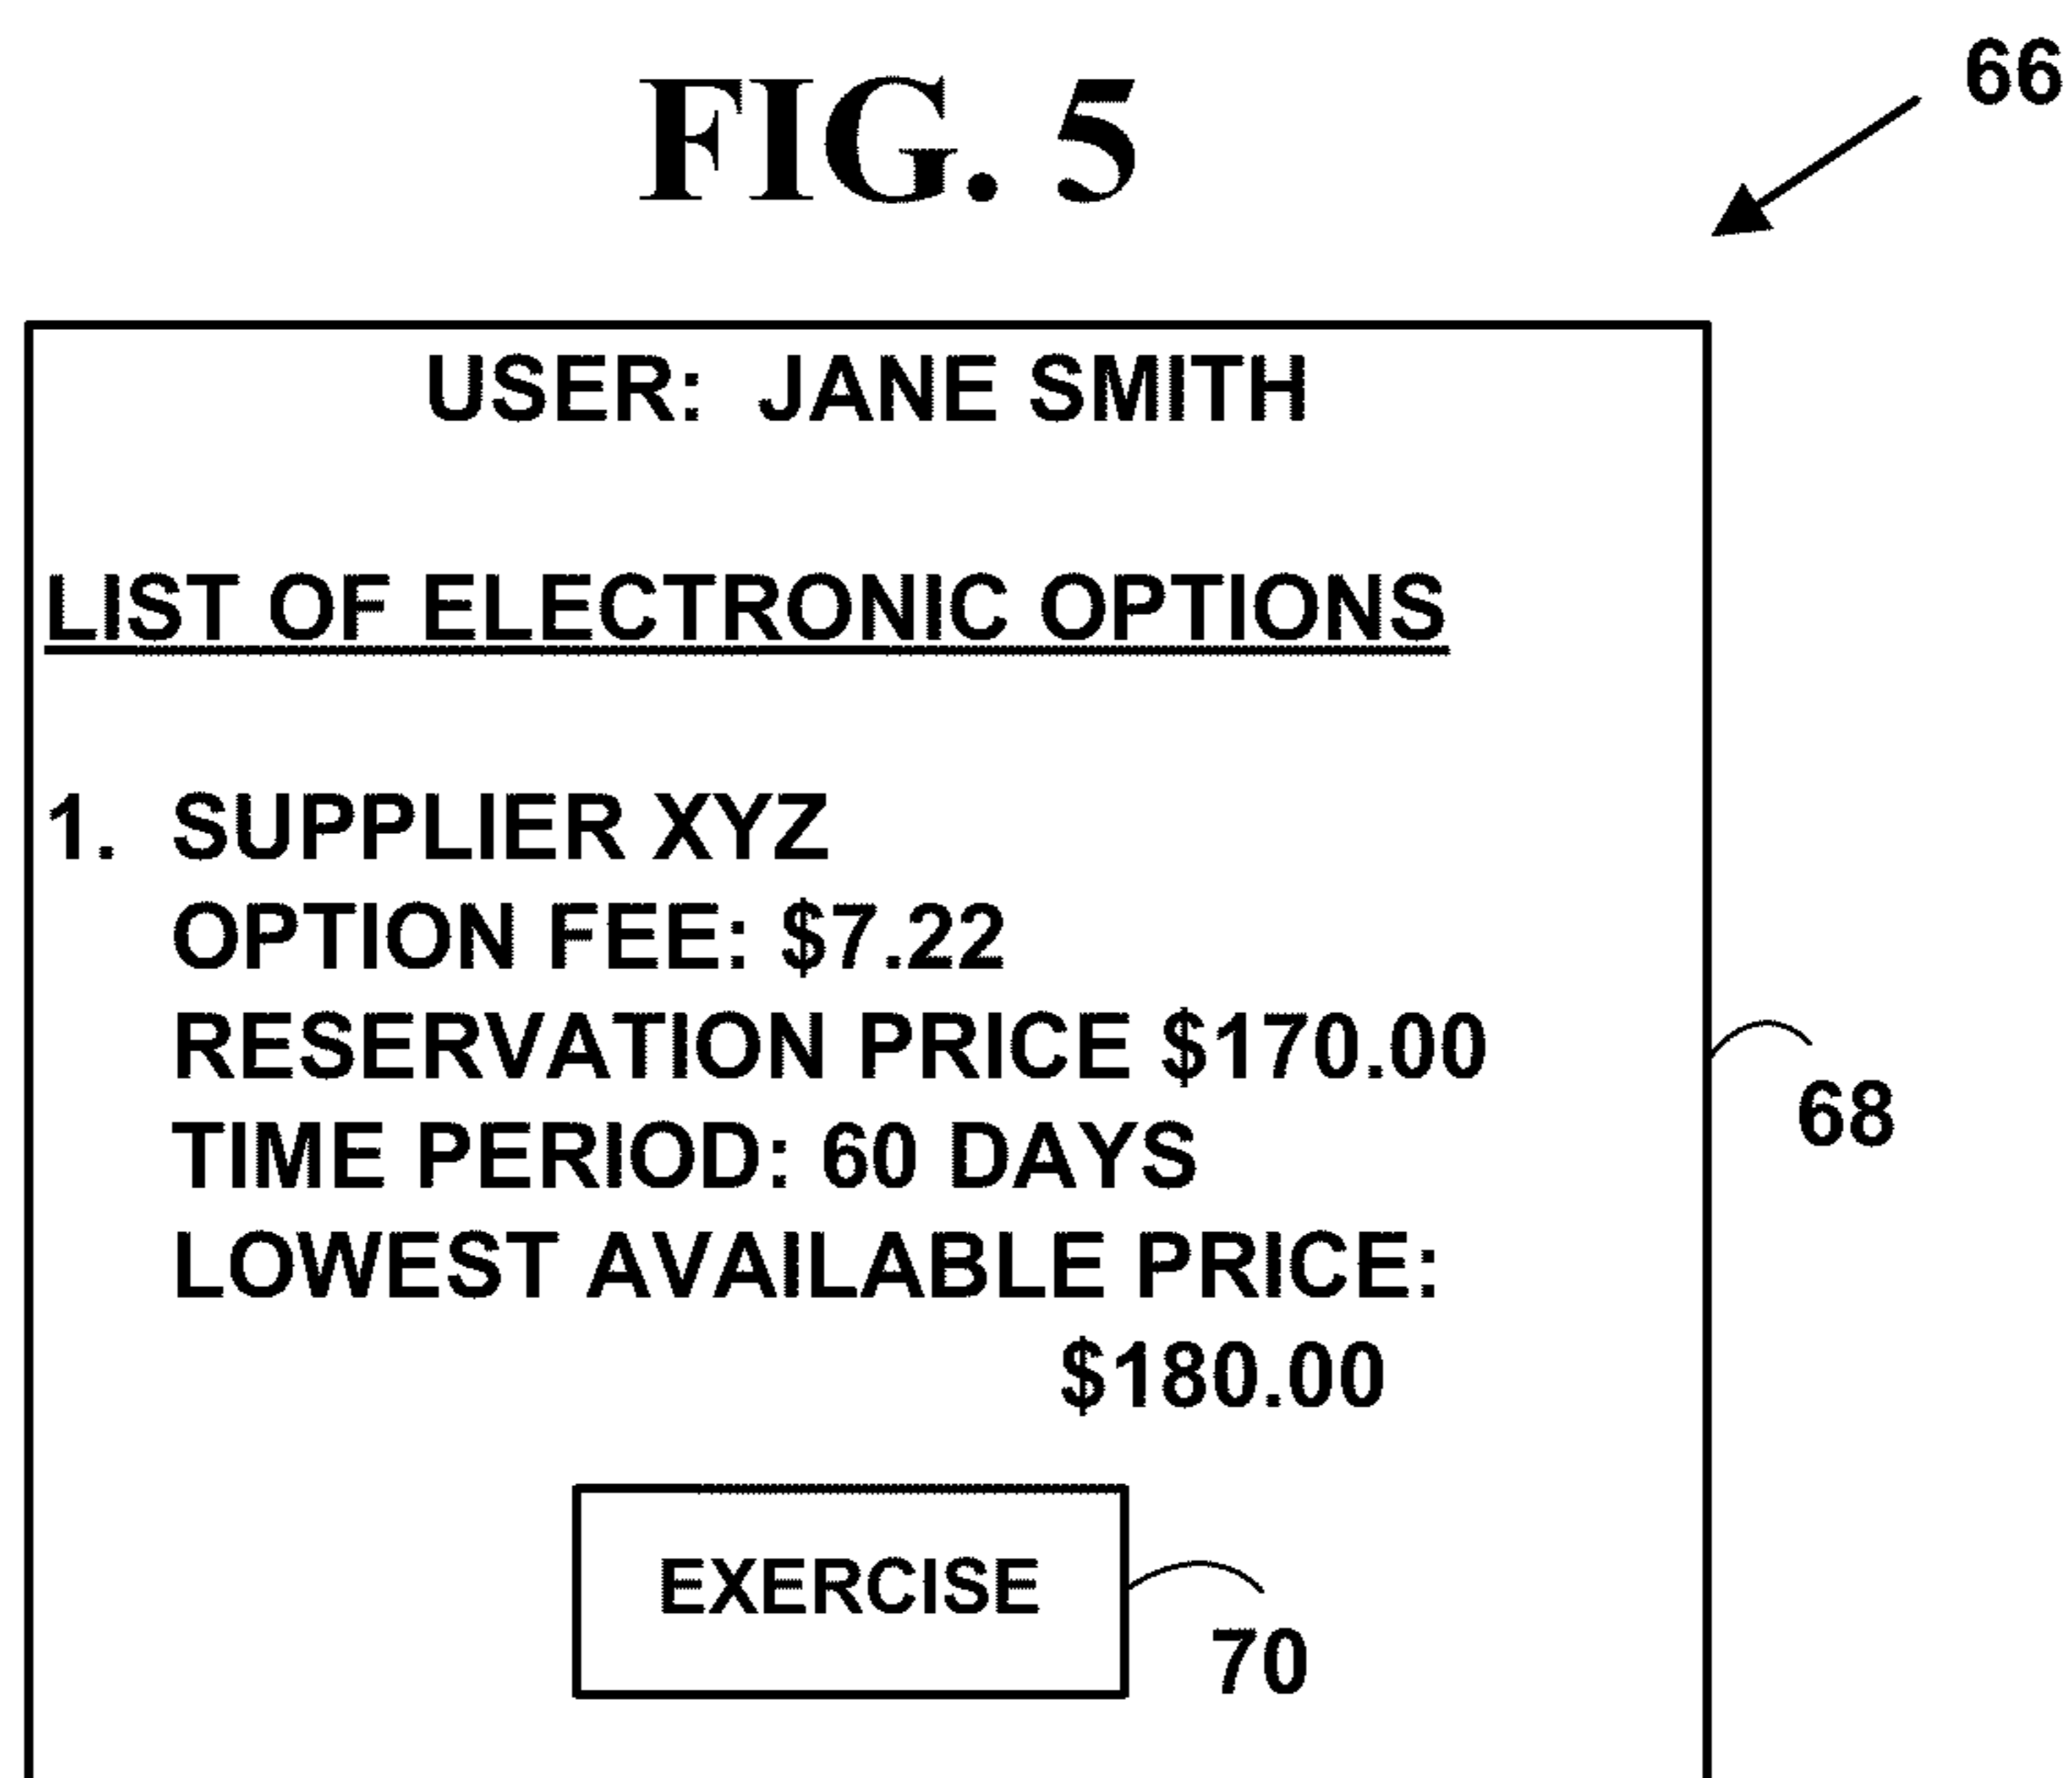 FIG. 5
66
USER: JANE SMITH
LIST OF ELECTRONIC OPTIONS
1. SUPPLIER XYZ
OPTION FEE: $7.22
RESERVATION PRICE $170.00
TIME PERIOD: 60 DAYS
68
LOWEST AVAILABLE PRICE:
$180.00
EXERCISE
70